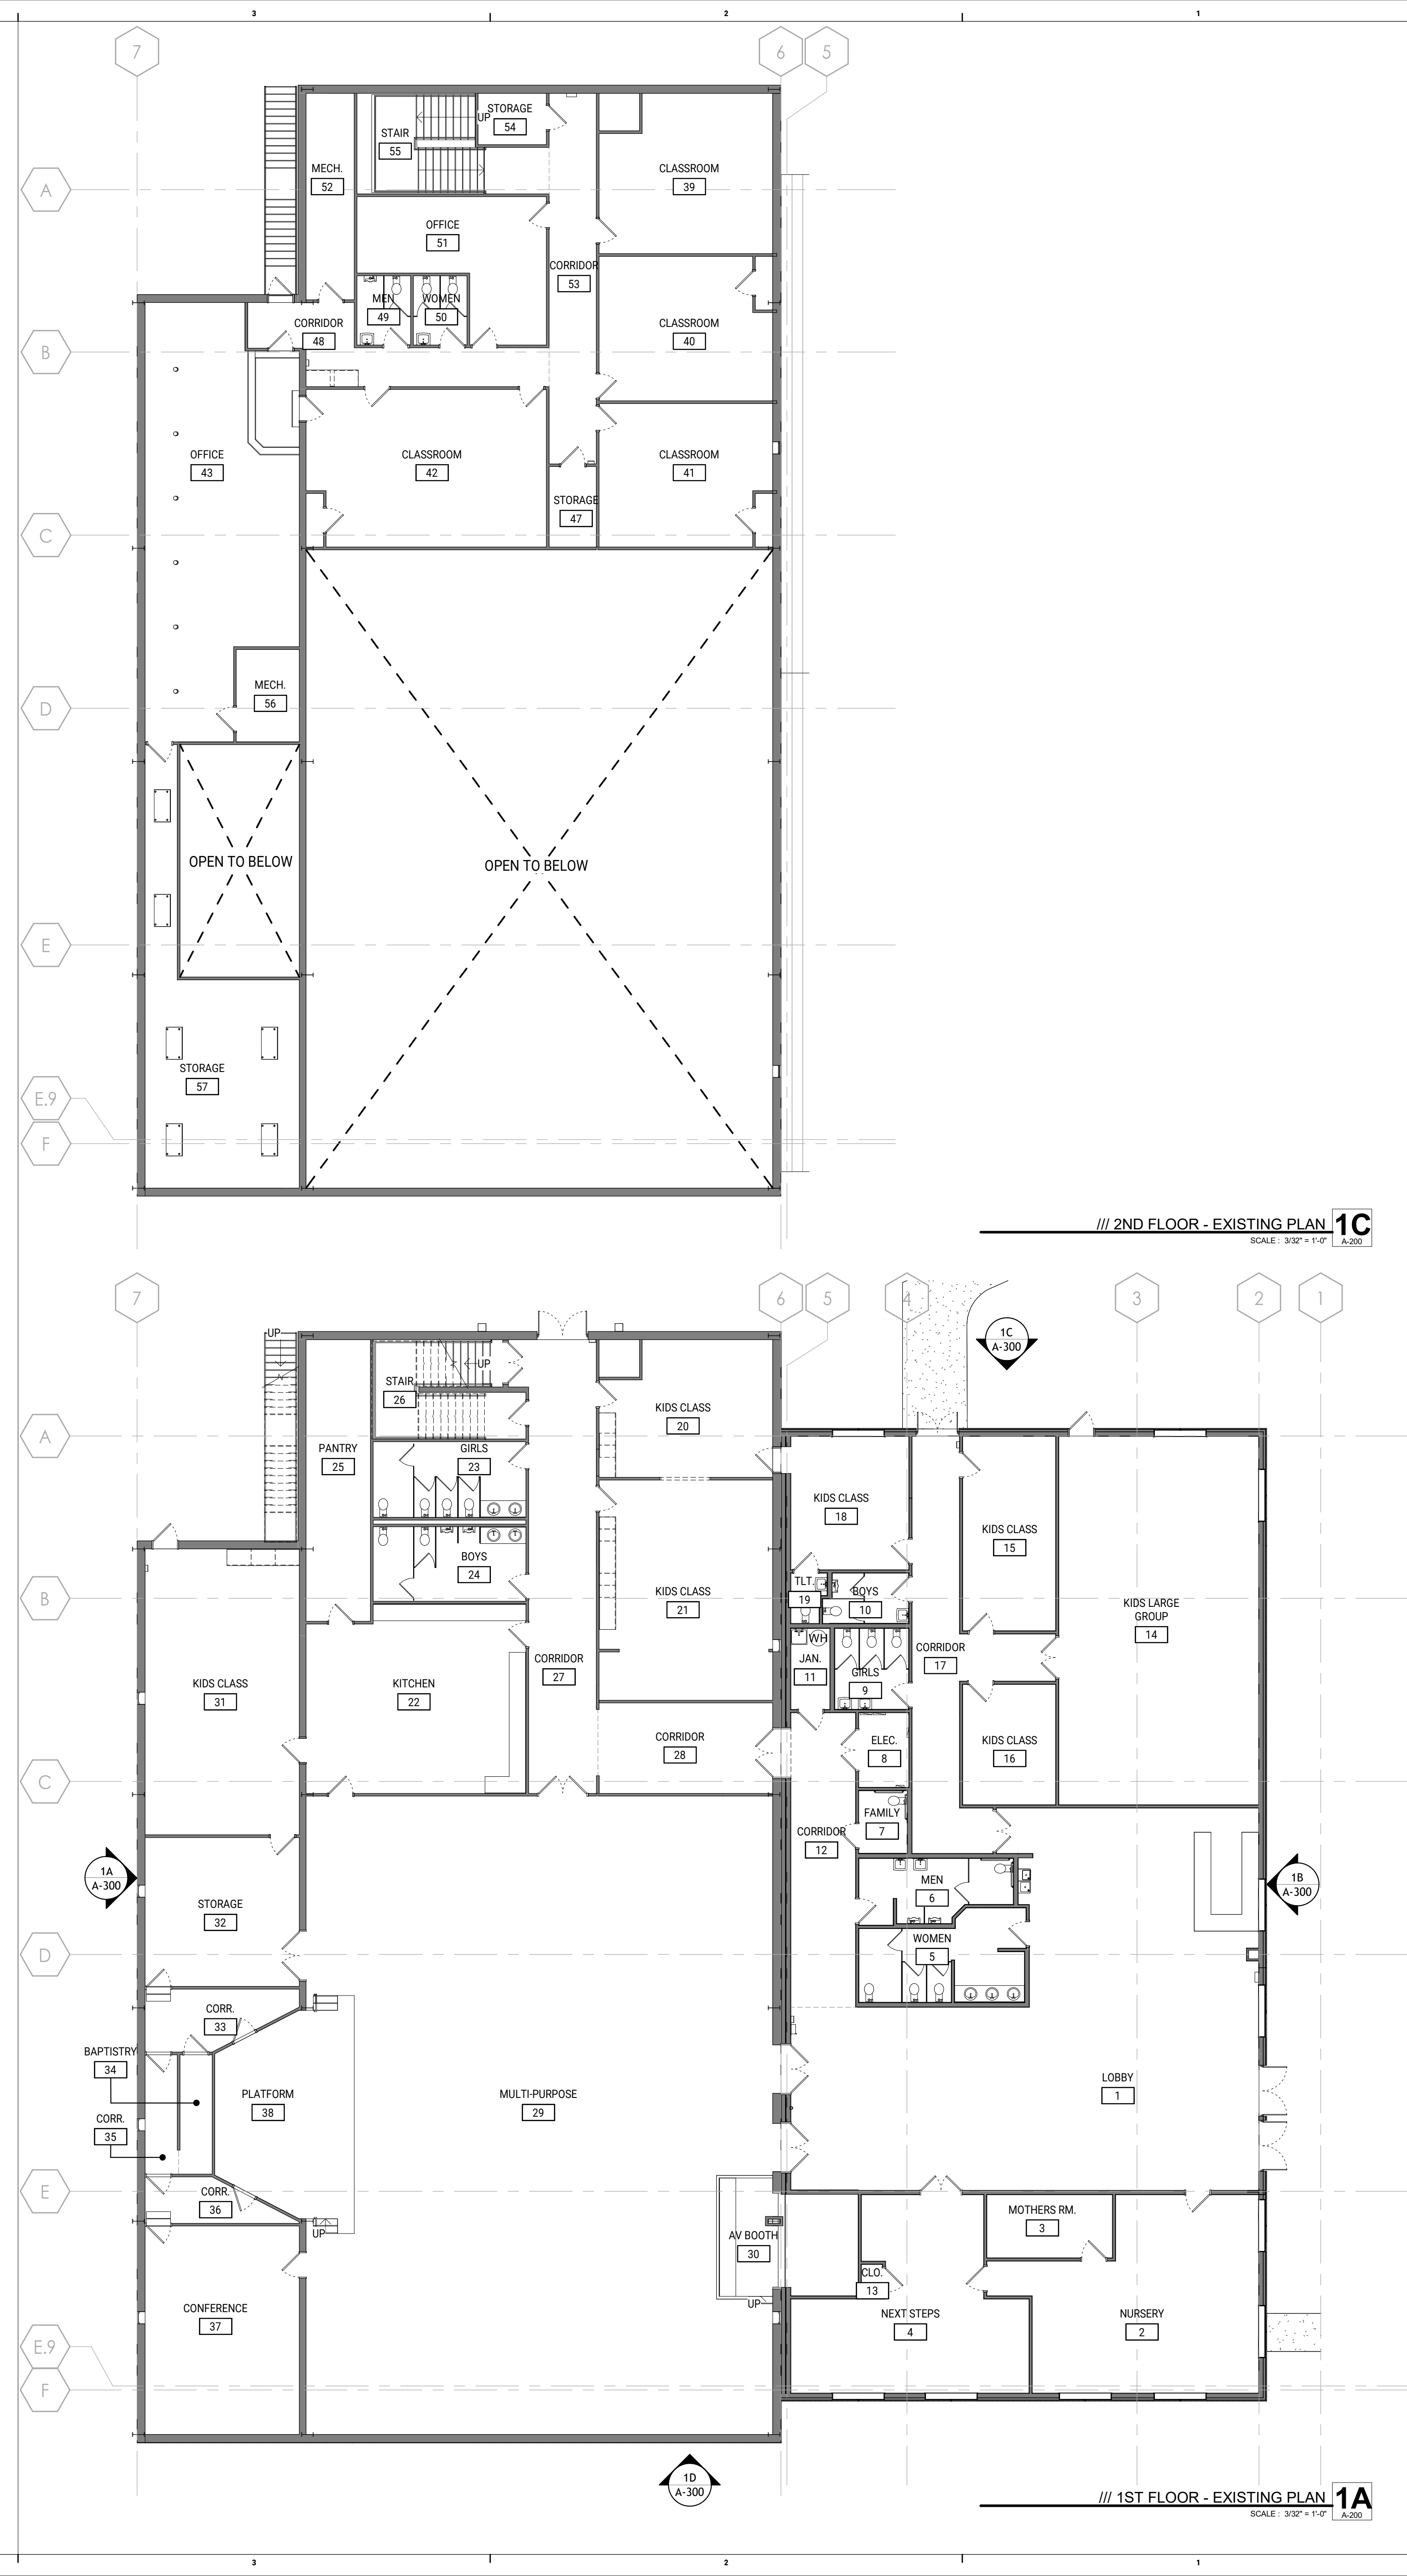 3 2 1
7 6 5
STORAGE
54
UP
STAIR
55
MECH.
52
CLASSROOM
39
A
OFFICE
51
CORRIDOR
53
MEN
49
WOMEN
50
CORRIDOR
48
CLASSROOM
40
B
OFFICE
43
CLASSROOM
42
CLASSROOM
41
STORAGE
47
C
MECH.
56
D
OPEN TO BELOW
OPEN TO BELOW
E
STORAGE
57
E.9
F
/// 2ND FLOOR - EXISTING PLAN 1C
SCALE : 3/32" = 1'-0" A-200
7 6 5 4 3 2 1
UP
1C
A-300
UP
STAIR
26
KIDS CLASS
20
A
PANTRY
25
GIRLS
23
KIDS CLASS
18
KIDS CLASS
15
BOYS
24
TLT.
19
BOYS
10
KIDS CLASS
21
B
KIDS LARGE
GROUP
14
WH
JAN.
11
CORRIDOR
17
CORRIDOR
27
GIRLS
9
KIDS CLASS
31
KITCHEN
22
CORRIDOR
28
ELEC.
8
KIDS CLASS
16
C
FAMILY
7
CORRIDOR
12
1A
A-300
MEN
6
1B
A-300
STORAGE
32
WOMEN
5
D
CORR.
33
BAPTISTRY
34
PLATFORM
38
MULTI-PURPOSE
29
LOBBY
1
CORR.
35
E
CORR.
36
UP
AV BOOTH
30
MOTHERS RM.
3
CLO.
13
UP
CONFERENCE
37
NEXT STEPS
4
NURSERY
2
E.9
F
1D
A-300
/// 1ST FLOOR - EXISTING PLAN 1A
SCALE : 3/32" = 1'-0" A-200
3 2 1